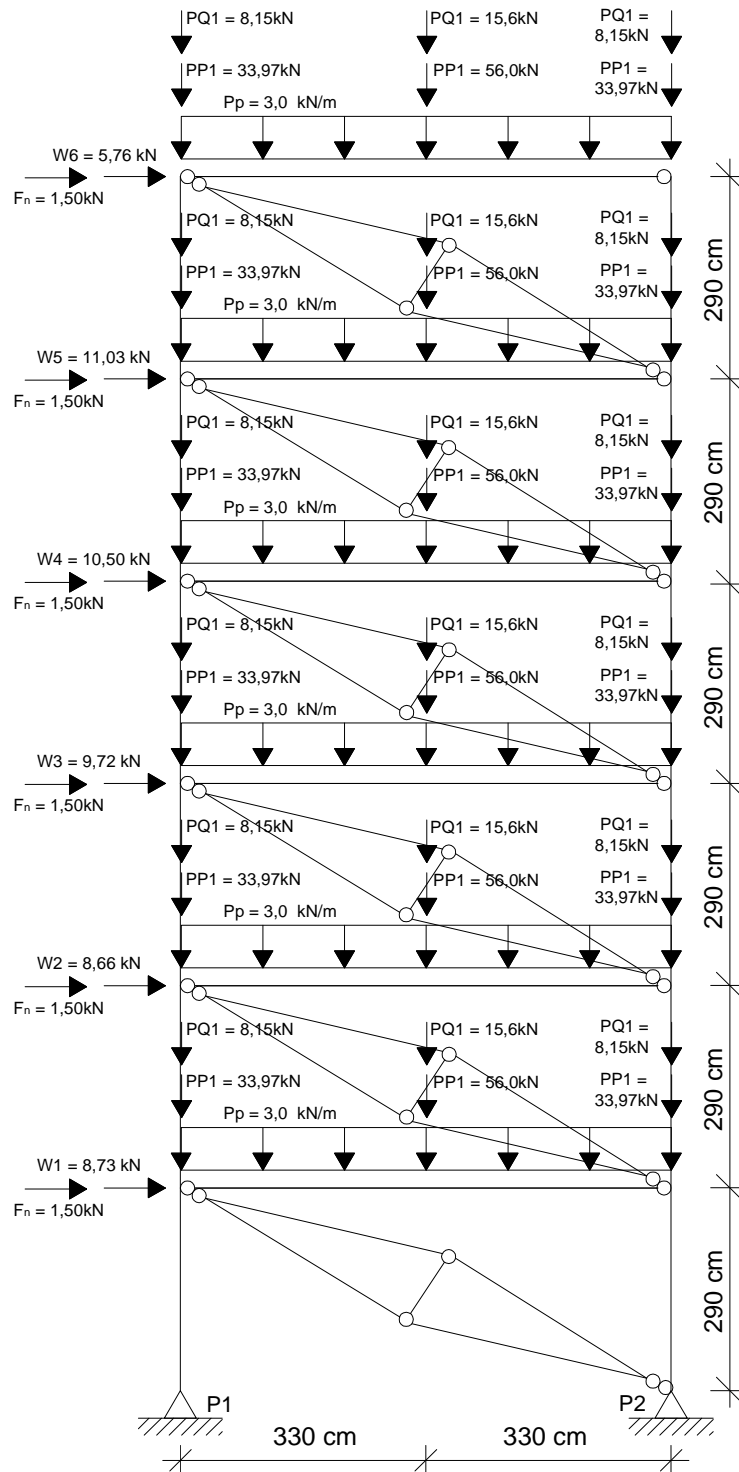 PQ1 = 8,15kN
PQ1 = 15,6kN
PQ1 =
8,15kN
PP1 = 33,97kN
PP1 = 56,0kN
PP1 =
33,97kN
Pp = 3,0 kN/m
W6 = 5,76 kN
Fn = 1,50kN
PQ1 = 8,15kN
PQ1 = 15,6kN
PQ1 =
8,15kN
PP1 = 33,97kN
PP1 = 56,0kN
PP1 =
33,97kN
Pp = 3,0 kN/m
290 cm
W5 = 11,03 kN
Fn = 1,50kN
PQ1 = 8,15kN
PQ1 = 15,6kN
PQ1 =
8,15kN
PP1 = 33,97kN
PP1 = 56,0kN
PP1 =
33,97kN
Pp = 3,0 kN/m
290 cm
W4 = 10,50 kN
Fn = 1,50kN
PQ1 = 8,15kN
PQ1 = 15,6kN
PQ1 =
8,15kN
PP1 = 33,97kN
PP1 = 56,0kN
PP1 =
33,97kN
Pp = 3,0 kN/m
290 cm
W3 = 9,72 kN
Fn = 1,50kN
PQ1 = 8,15kN
PQ1 = 15,6kN
PQ1 =
8,15kN
PP1 = 33,97kN
PP1 = 56,0kN
PP1 =
33,97kN
Pp = 3,0 kN/m
290 cm
W2 = 8,66 kN
Fn = 1,50kN
PQ1 = 8,15kN
PQ1 = 15,6kN
PQ1 =
8,15kN
PP1 = 33,97kN
PP1 = 56,0kN
PP1 =
33,97kN
Pp = 3,0 kN/m
290 cm
W1 = 8,73 kN
Fn = 1,50kN
290 cm
P1
P2
330 cm
330 cm